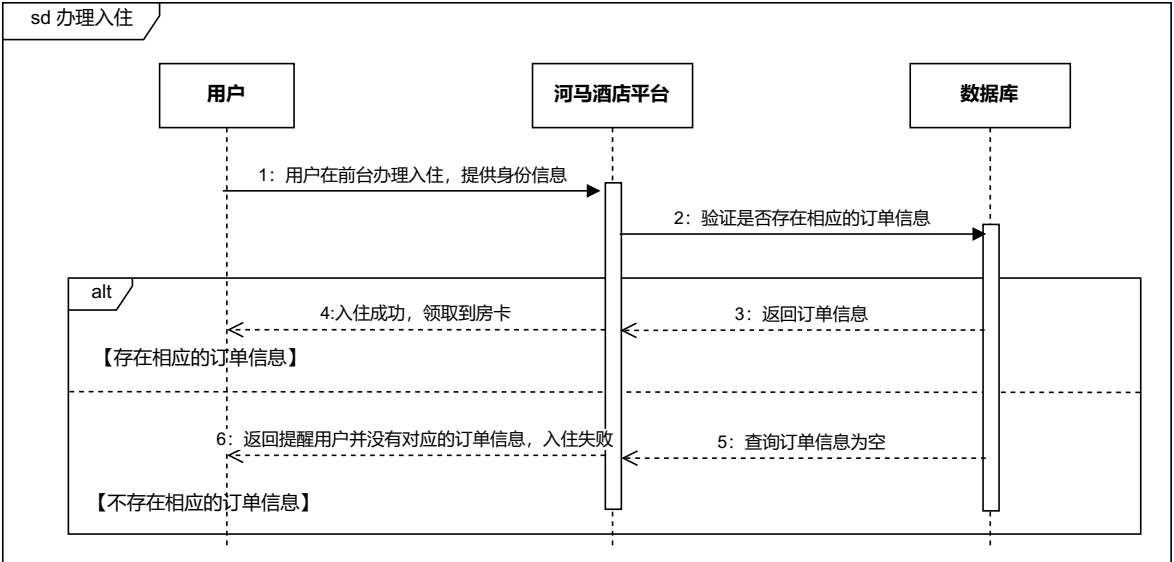 sd 办理入住
用户
河马酒店平台
数据库
1：用户在前台办理入住，提供身份信息
2：验证是否存在相应的订单信息
alt
4:入住成功，领取到房卡
3：返回订单信息
【存在相应的订单信息】
6：返回提醒用户并没有对应的订单信息，入住失败
5：查询订单信息为空
【不存在相应的订单信息】